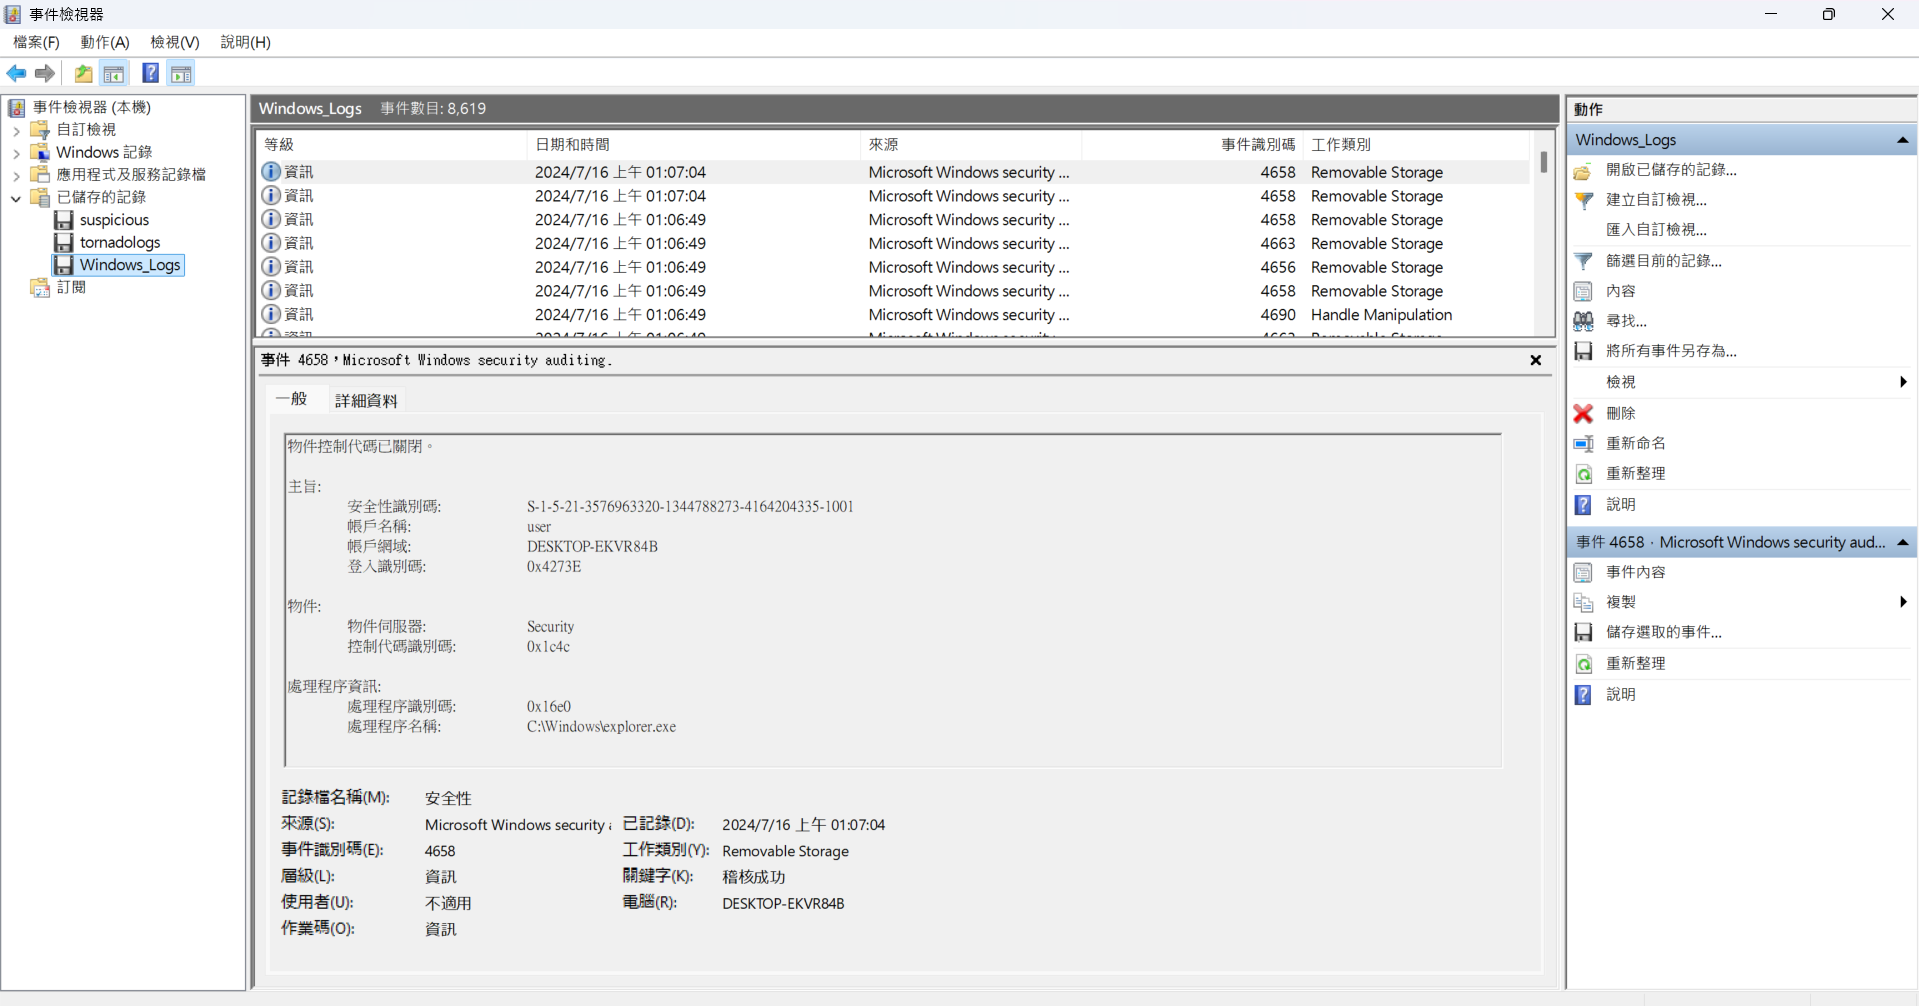 事件檢視器
檔案(F) 動作(A) 檢視(V) 說明(H)
事件檢視器 (本機)
自訂檢視
Windows 記錄
應用程式及服務記錄檔
已儲存的記錄
suspicious
tornadologs
Windows_Logs
訂閱
Windows_Logs 事件數目: 8,619
等級 日期和時間 來源 事件識別碼 工作類別
資訊 2024/7/16 上午 01:07:04 Microsoft Windows security ... 4658 Removable Storage
資訊 2024/7/16 上午 01:07:04 Microsoft Windows security ... 4658 Removable Storage
資訊 2024/7/16 上午 01:06:49 Microsoft Windows security ... 4658 Removable Storage
資訊 2024/7/16 上午 01:06:49 Microsoft Windows security ... 4663 Removable Storage
資訊 2024/7/16 上午 01:06:49 Microsoft Windows security ... 4656 Removable Storage
資訊 2024/7/16 上午 01:06:49 Microsoft Windows security ... 4658 Removable Storage
資訊 2024/7/16 上午 01:06:49 Microsoft Windows security ... 4690 Handle Manipulation
事件 4658，Microsoft Windows security auditing.
一般 詳細資料
物件控制代碼已關閉。
主旨:
安全性識別碼: S-1-5-21-3576963320-1344788273-4164204335-1001
帳戶名稱: user
帳戶網域: DESKTOP-EKVR84B
登入識別碼: 0x4273E
物件:
物件伺服器: Security
控制代碼識別碼: 0x1c4c
處理程序資訊:
處理程序識別碼: 0x16e0
處理程序名稱: C:\Windows\explorer.exe
記錄檔名稱(M): 安全性
來源(S): Microsoft Windows security 已記錄(D): 2024/7/16 上午 01:07:04
事件識別碼(E): 4658 工作類別(Y): Removable Storage
層級(L): 資訊 關鍵字(K): 稽核成功
使用者(U): 不適用 電腦(R): DESKTOP-EKVR84B
作業碼(O): 資訊
動作
Windows_Logs
開啟已儲存的記錄...
建立自訂檢視...
匯入自訂檢視...
篩選目前的記錄...
內容
尋找...
將所有事件另存為...
檢視
刪除
重新命名
重新整理
說明
事件 4658，Microsoft Windows security aud...
事件內容
複製
儲存選取的事件...
重新整理
說明